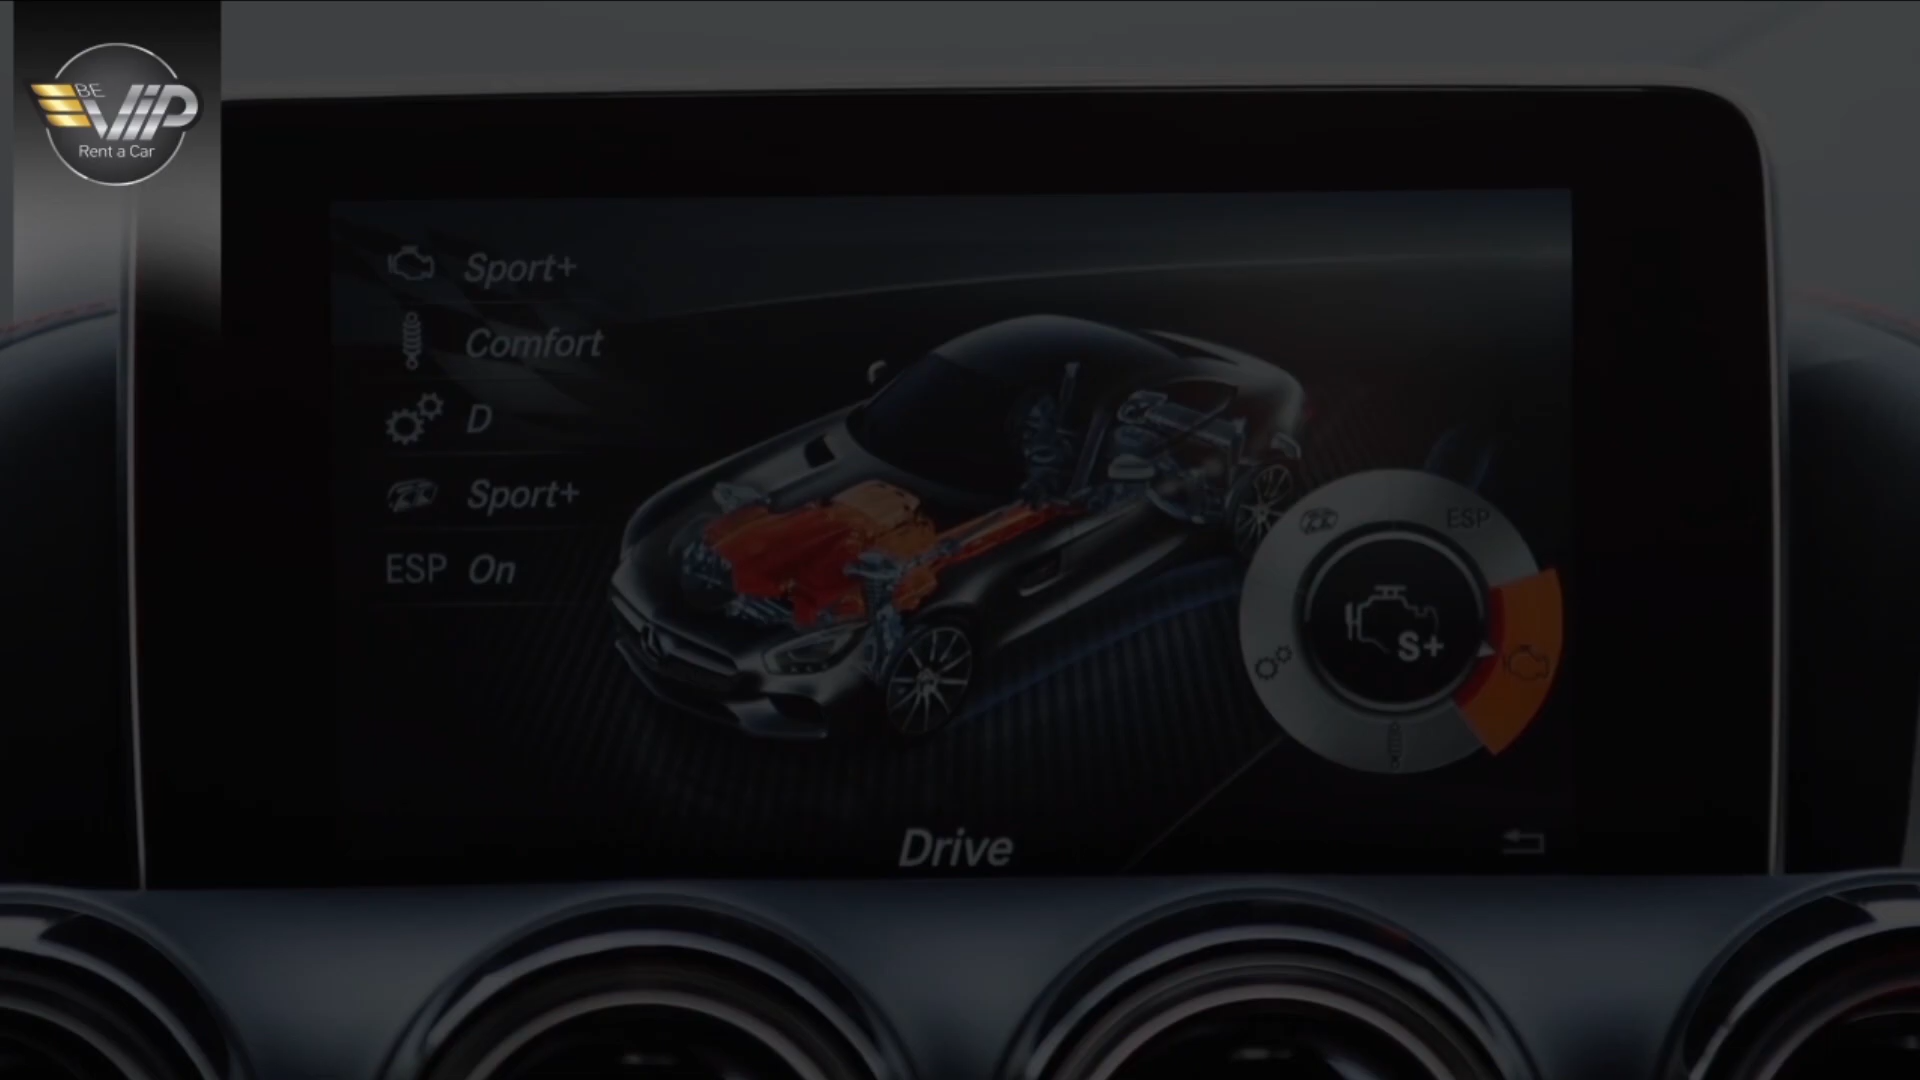 BE
VIP
Rent a Car
Sport+
Comfort
D
Sport+
ESP On
ESP
S+
Drive